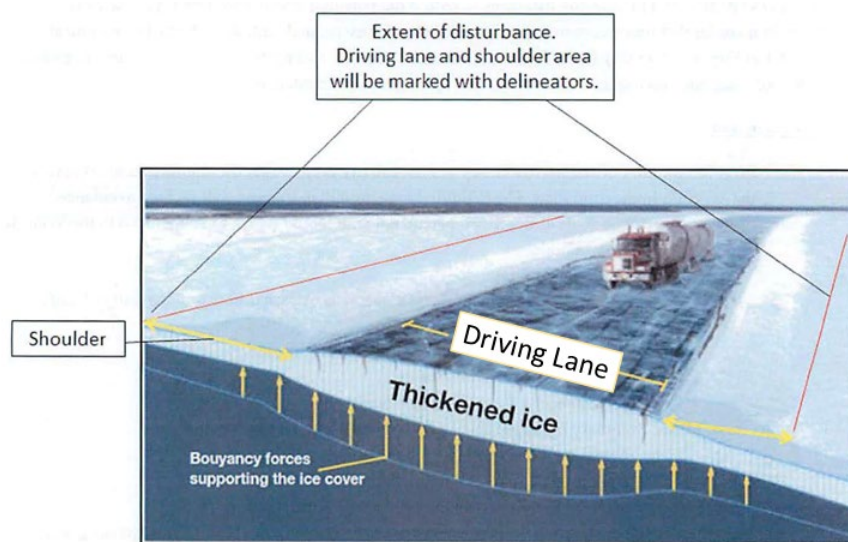 Extent of disturbance.
Driving lane and shoulder area
will be marked with delineators.
Shoulder
Driving Lane
Thickened ice
Bouyancy forces
supporting the ice cover